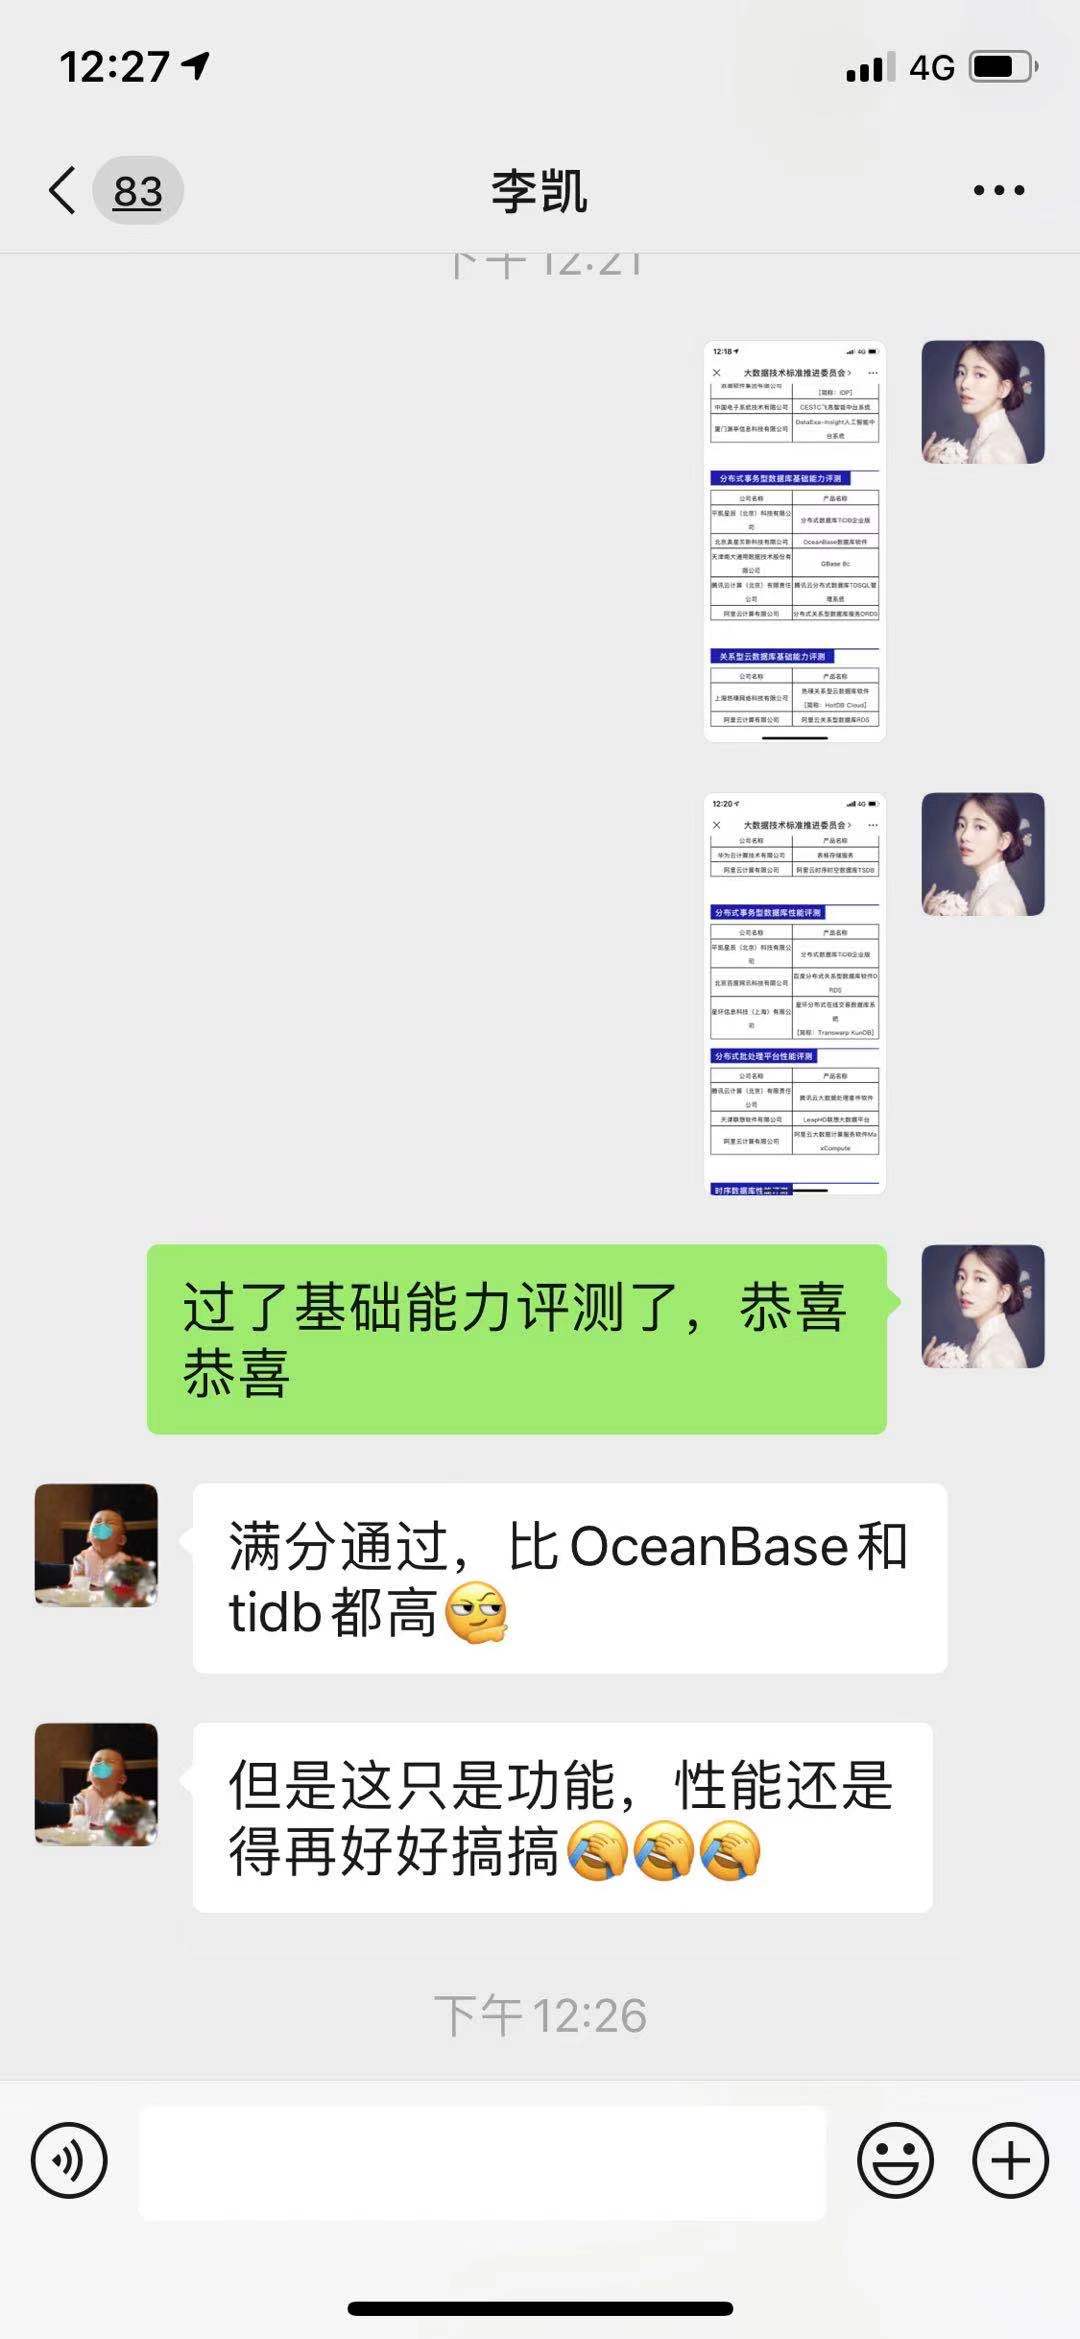 12:27
4G
83
李凯
下午 12:21
12:18
4G
大数据技术标准推进委员会
[简称：IDP]
中国电子系统技术有限公司 CESTC飞瓴智能中台系统
厦门渊亭信息科技有限公司 DataExa-Insight人工智能中
台系统
分布式事务型数据库基础能力评测
公司名称 产品名称
平凯星辰（北京）科技有限公
司 分布式数据库TiDB企业版
北京奥星贝斯科技有限公司 OceanBase数据库软件
天津南大通用数据技术股份有
限公司 GBase 8c
腾讯云计算（北京）有限责任
公司 腾讯云分布式数据库TDSQL管
理系统
阿里云计算有限公司 分布式关系型数据库服务DRDS
关系型云数据库基础能力评测
公司名称 产品名称
上海热璞网络科技有限公司 热璞关系型云数据库软件
[简称：HotDB Cloud]
阿里云计算有限公司 阿里云关系型数据库RDS
12:20
4G
大数据技术标准推进委员会
公司名称 产品名称
华为云计算技术有限公司 表格存储服务
阿里云计算有限公司 阿里云时序时空数据库TSDB
分布式事务型数据库性能评测
公司名称 产品名称
平凯星辰（北京）科技有限公
司 分布式数据库TiDB企业版
北京百度网讯科技有限公司 百度分布式关系型数据库软件D
RDS
星环信息科技（上海）有限公
司 星环分布式在线交易数据库系
统
[简称：Transwarp KunDB]
分布式批处理平台性能评测
公司名称 产品名称
腾讯云计算（北京）有限责任
公司 腾讯云大数据处理套件软件
天津联想软件有限公司 LeapHD联想大数据平台
阿里云计算有限公司 阿里云大数据计算服务软件Ma
xCompute
时序数据库性能评测
过了基础能力评测了，恭喜
恭喜
满分通过，比OceanBase和
tidb都高
但是这只是功能，性能还是
得再好好搞搞
下午 12:26